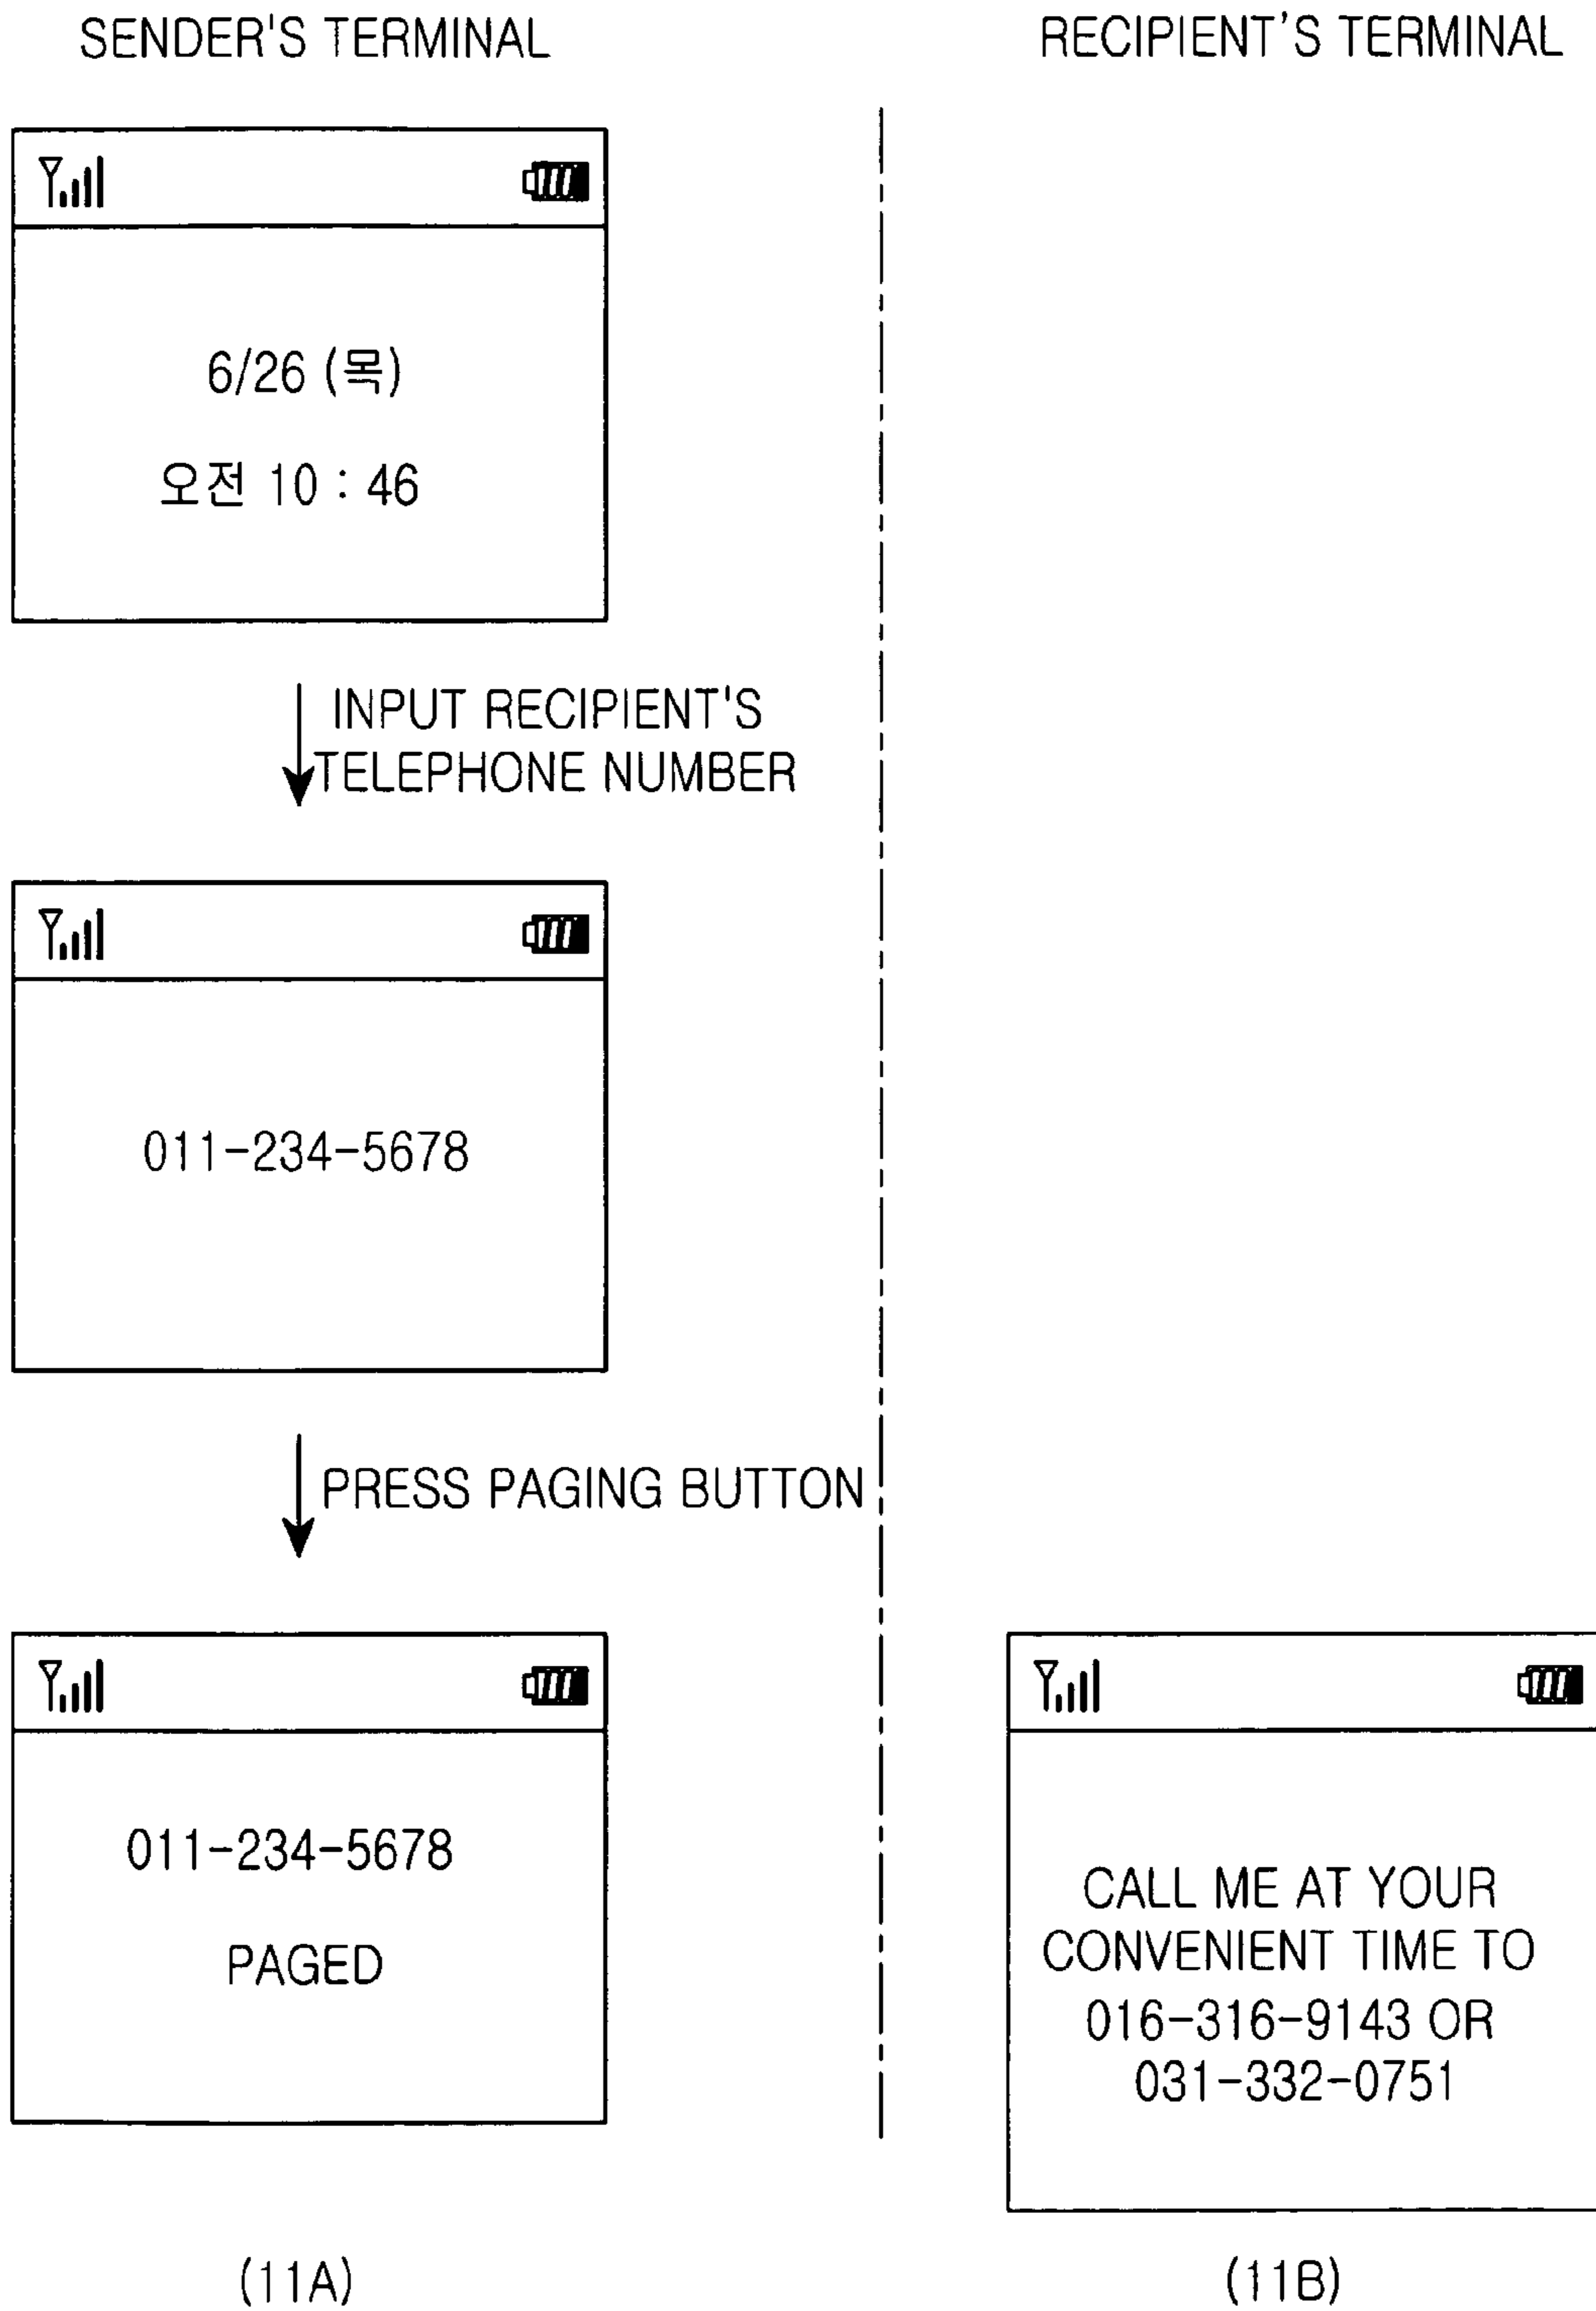 SENDER'S TERMINAL
RECIPIENT'S TERMINAL
6/26 (목)
오전 10 : 46
INPUT RECIPIENT'S
TELEPHONE NUMBER
011-234-5678
PRESS PAGING BUTTON
011-234-5678
PAGED
CALL ME AT YOUR
CONVENIENT TIME TO
016-316-9143 OR
031-332-0751
(11A)
(11B)